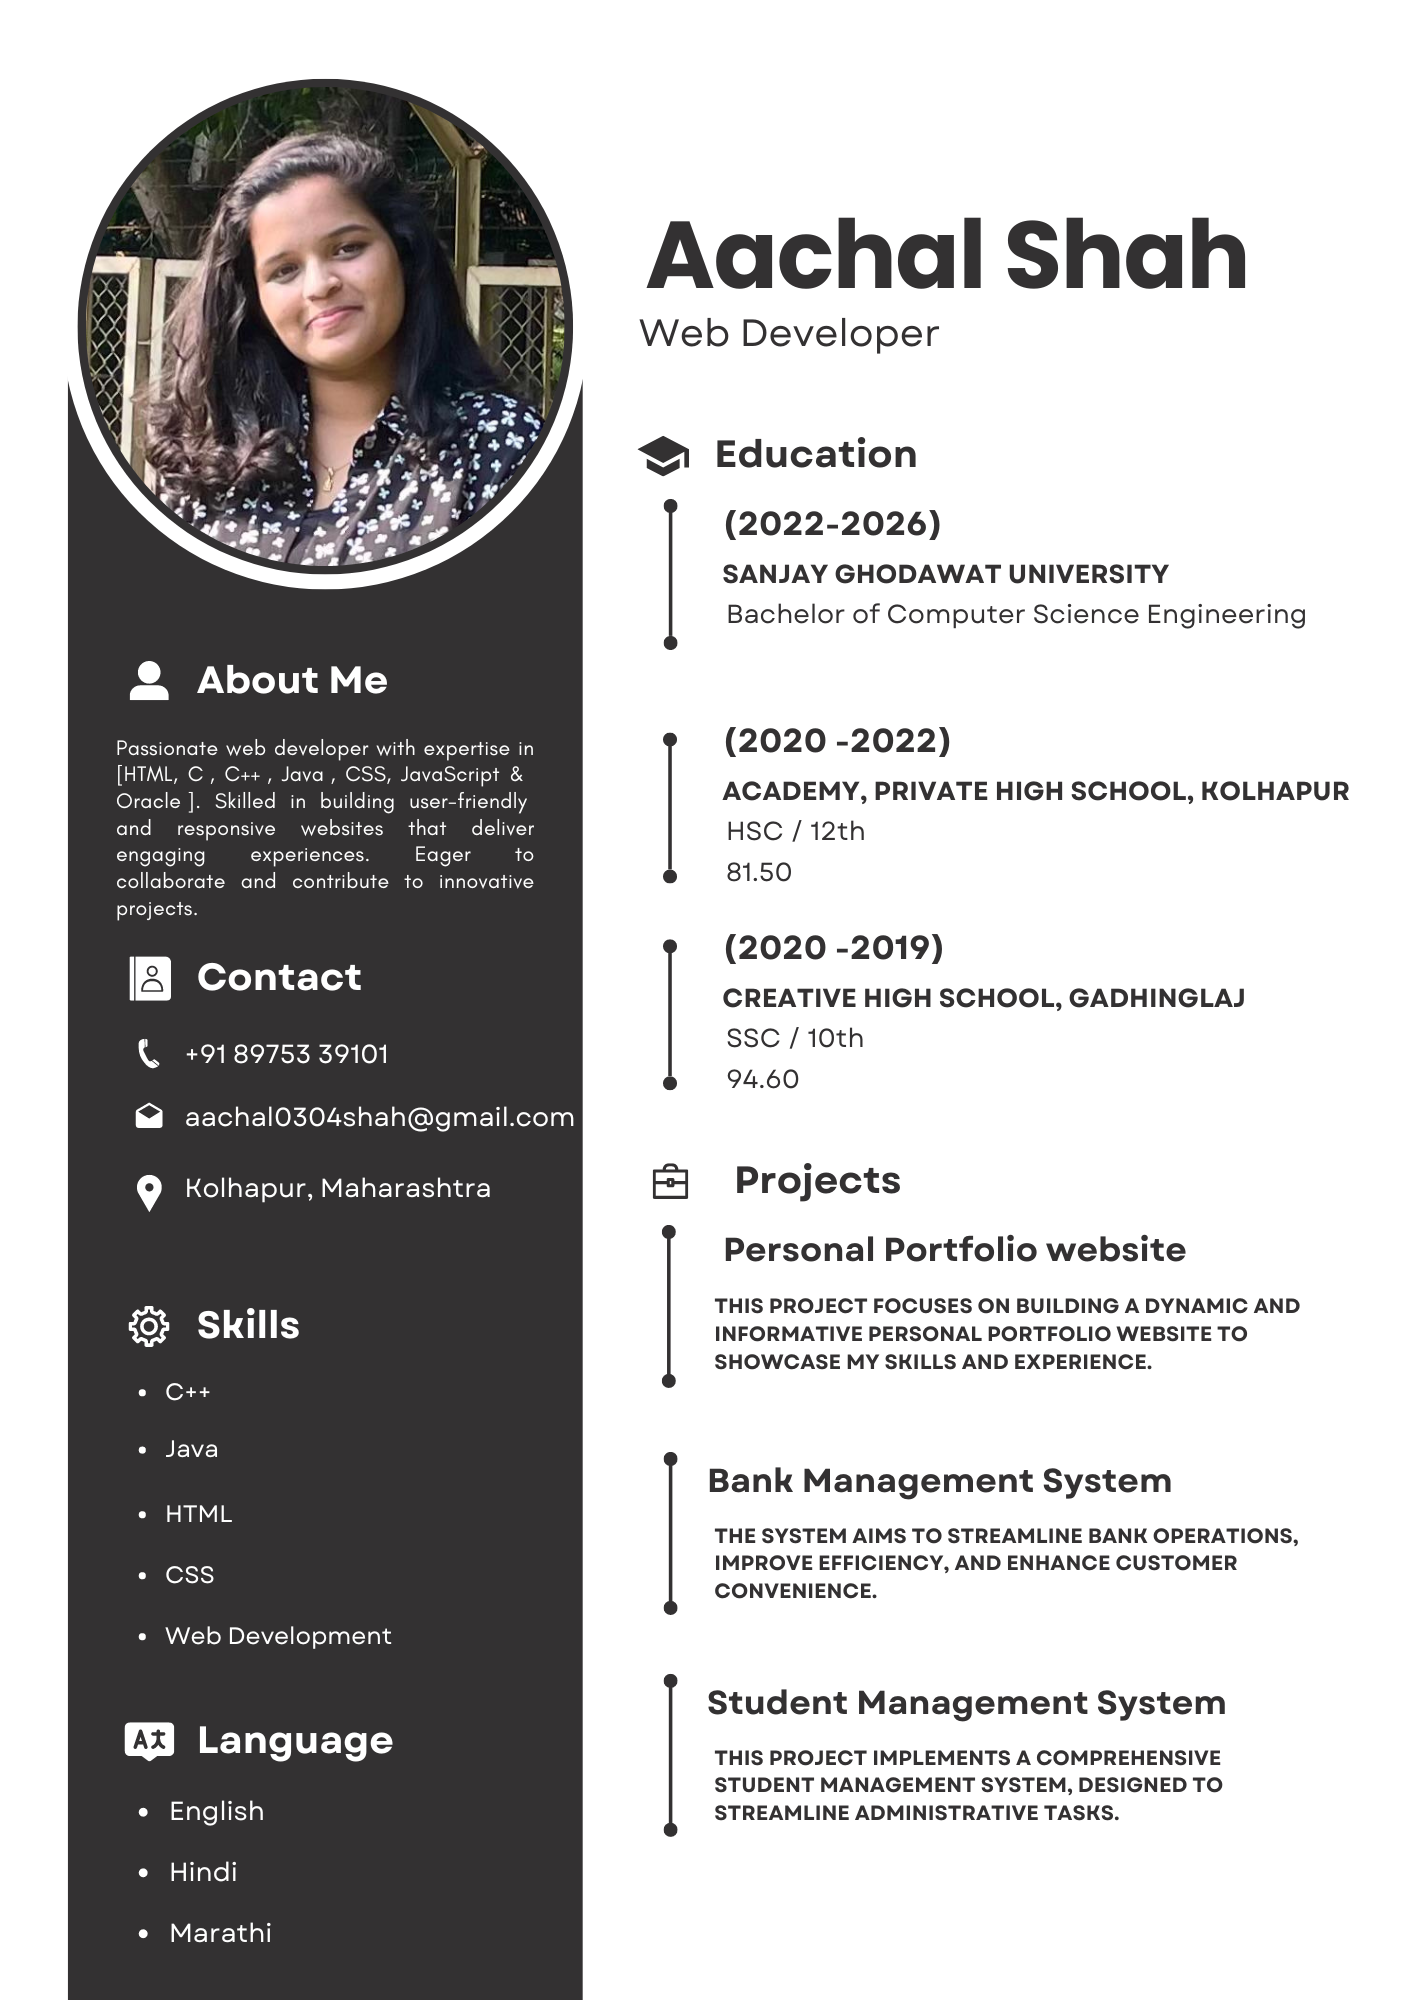 Aachal Shah
Web Developer
About Me
Passionate web developer with expertise in
[HTML, C , C++ , Java , CSS, JavaScript &
Oracle ]. Skilled in building user-friendly
and responsive websites that deliver
engaging experiences. Eager to
collaborate and contribute to innovative
projects.
Contact
+91 89753 39101
aachal0304shah@gmail.com
Kolhapur, Maharashtra
Skills
• C++
• Java
• HTML
• CSS
• Web Development
Language
• English
• Hindi
• Marathi
Education
(2022-2026)
SANJAY GHODAWAT UNIVERSITY
Bachelor of Computer Science Engineering
(2020 -2022)
ACADEMY, PRIVATE HIGH SCHOOL, KOLHAPUR
HSC / 12th
81.50
(2020 -2019)
CREATIVE HIGH SCHOOL, GADHINGLAJ
SSC / 10th
94.60
Projects
Personal Portfolio website
THIS PROJECT FOCUSES ON BUILDING A DYNAMIC AND
INFORMATIVE PERSONAL PORTFOLIO WEBSITE TO
SHOWCASE MY SKILLS AND EXPERIENCE.
Bank Management System
THE SYSTEM AIMS TO STREAMLINE BANK OPERATIONS,
IMPROVE EFFICIENCY, AND ENHANCE CUSTOMER
CONVENIENCE.
Student Management System
THIS PROJECT IMPLEMENTS A COMPREHENSIVE
STUDENT MANAGEMENT SYSTEM, DESIGNED TO
STREAMLINE ADMINISTRATIVE TASKS.